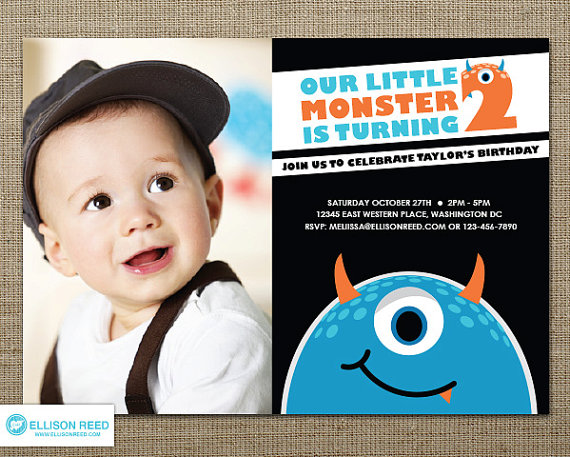 OUR LITTLE
MONSTER
IS TURNING 2
JOIN US TO CELEBRATE TAYLOR'S BIRTHDAY
SATURDAY OCTOBER 27TH ● 2PM - 5PM
12345 EAST WESTERN PLACE, WASHINGTON DC
RSVP: MELIISSA@ELLISONREED.COM OR 123-456-7890
ELLISON REED
WWW.ELLISONREED.COM